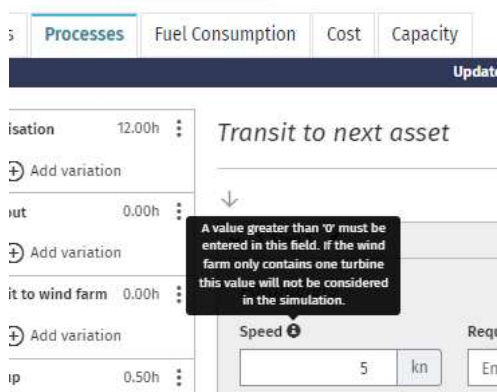 s Processes Fuel Consumption Cost Capacity
Update
isation 12.00h
Add variation
out 0.00h
Add variation
it to wind farm 0.00h
Add variation
up 0.50h
Transit to next asset
A value greater than '0' must be
entered in this field. If the wind
farm only contains one turbine
this value will not be considered
in the simulation.
Speed Requ
5 kn En